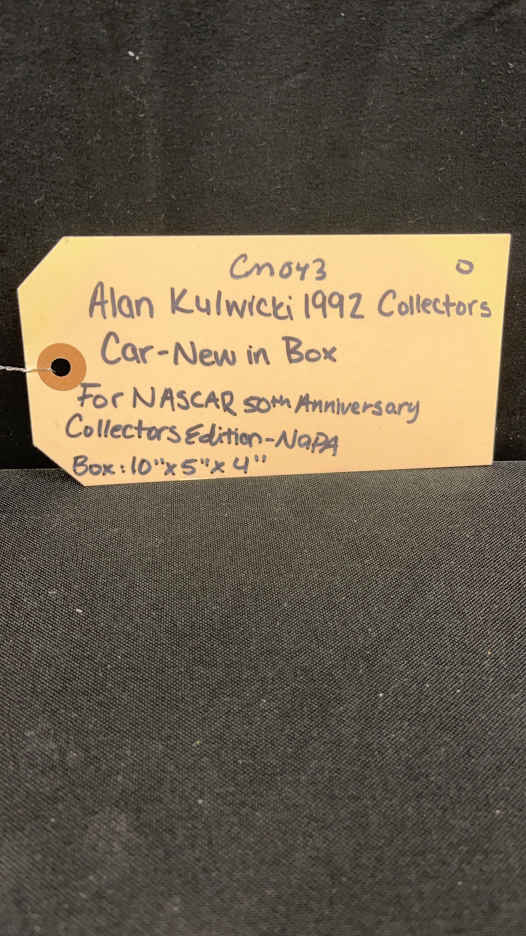 Cno43
Alan Kulwicki 1992 Collectors
Car-New in Box
For NASCAR 50th Anniversary
Collectors Edition-NAPA
Box: 10"x5"x4"